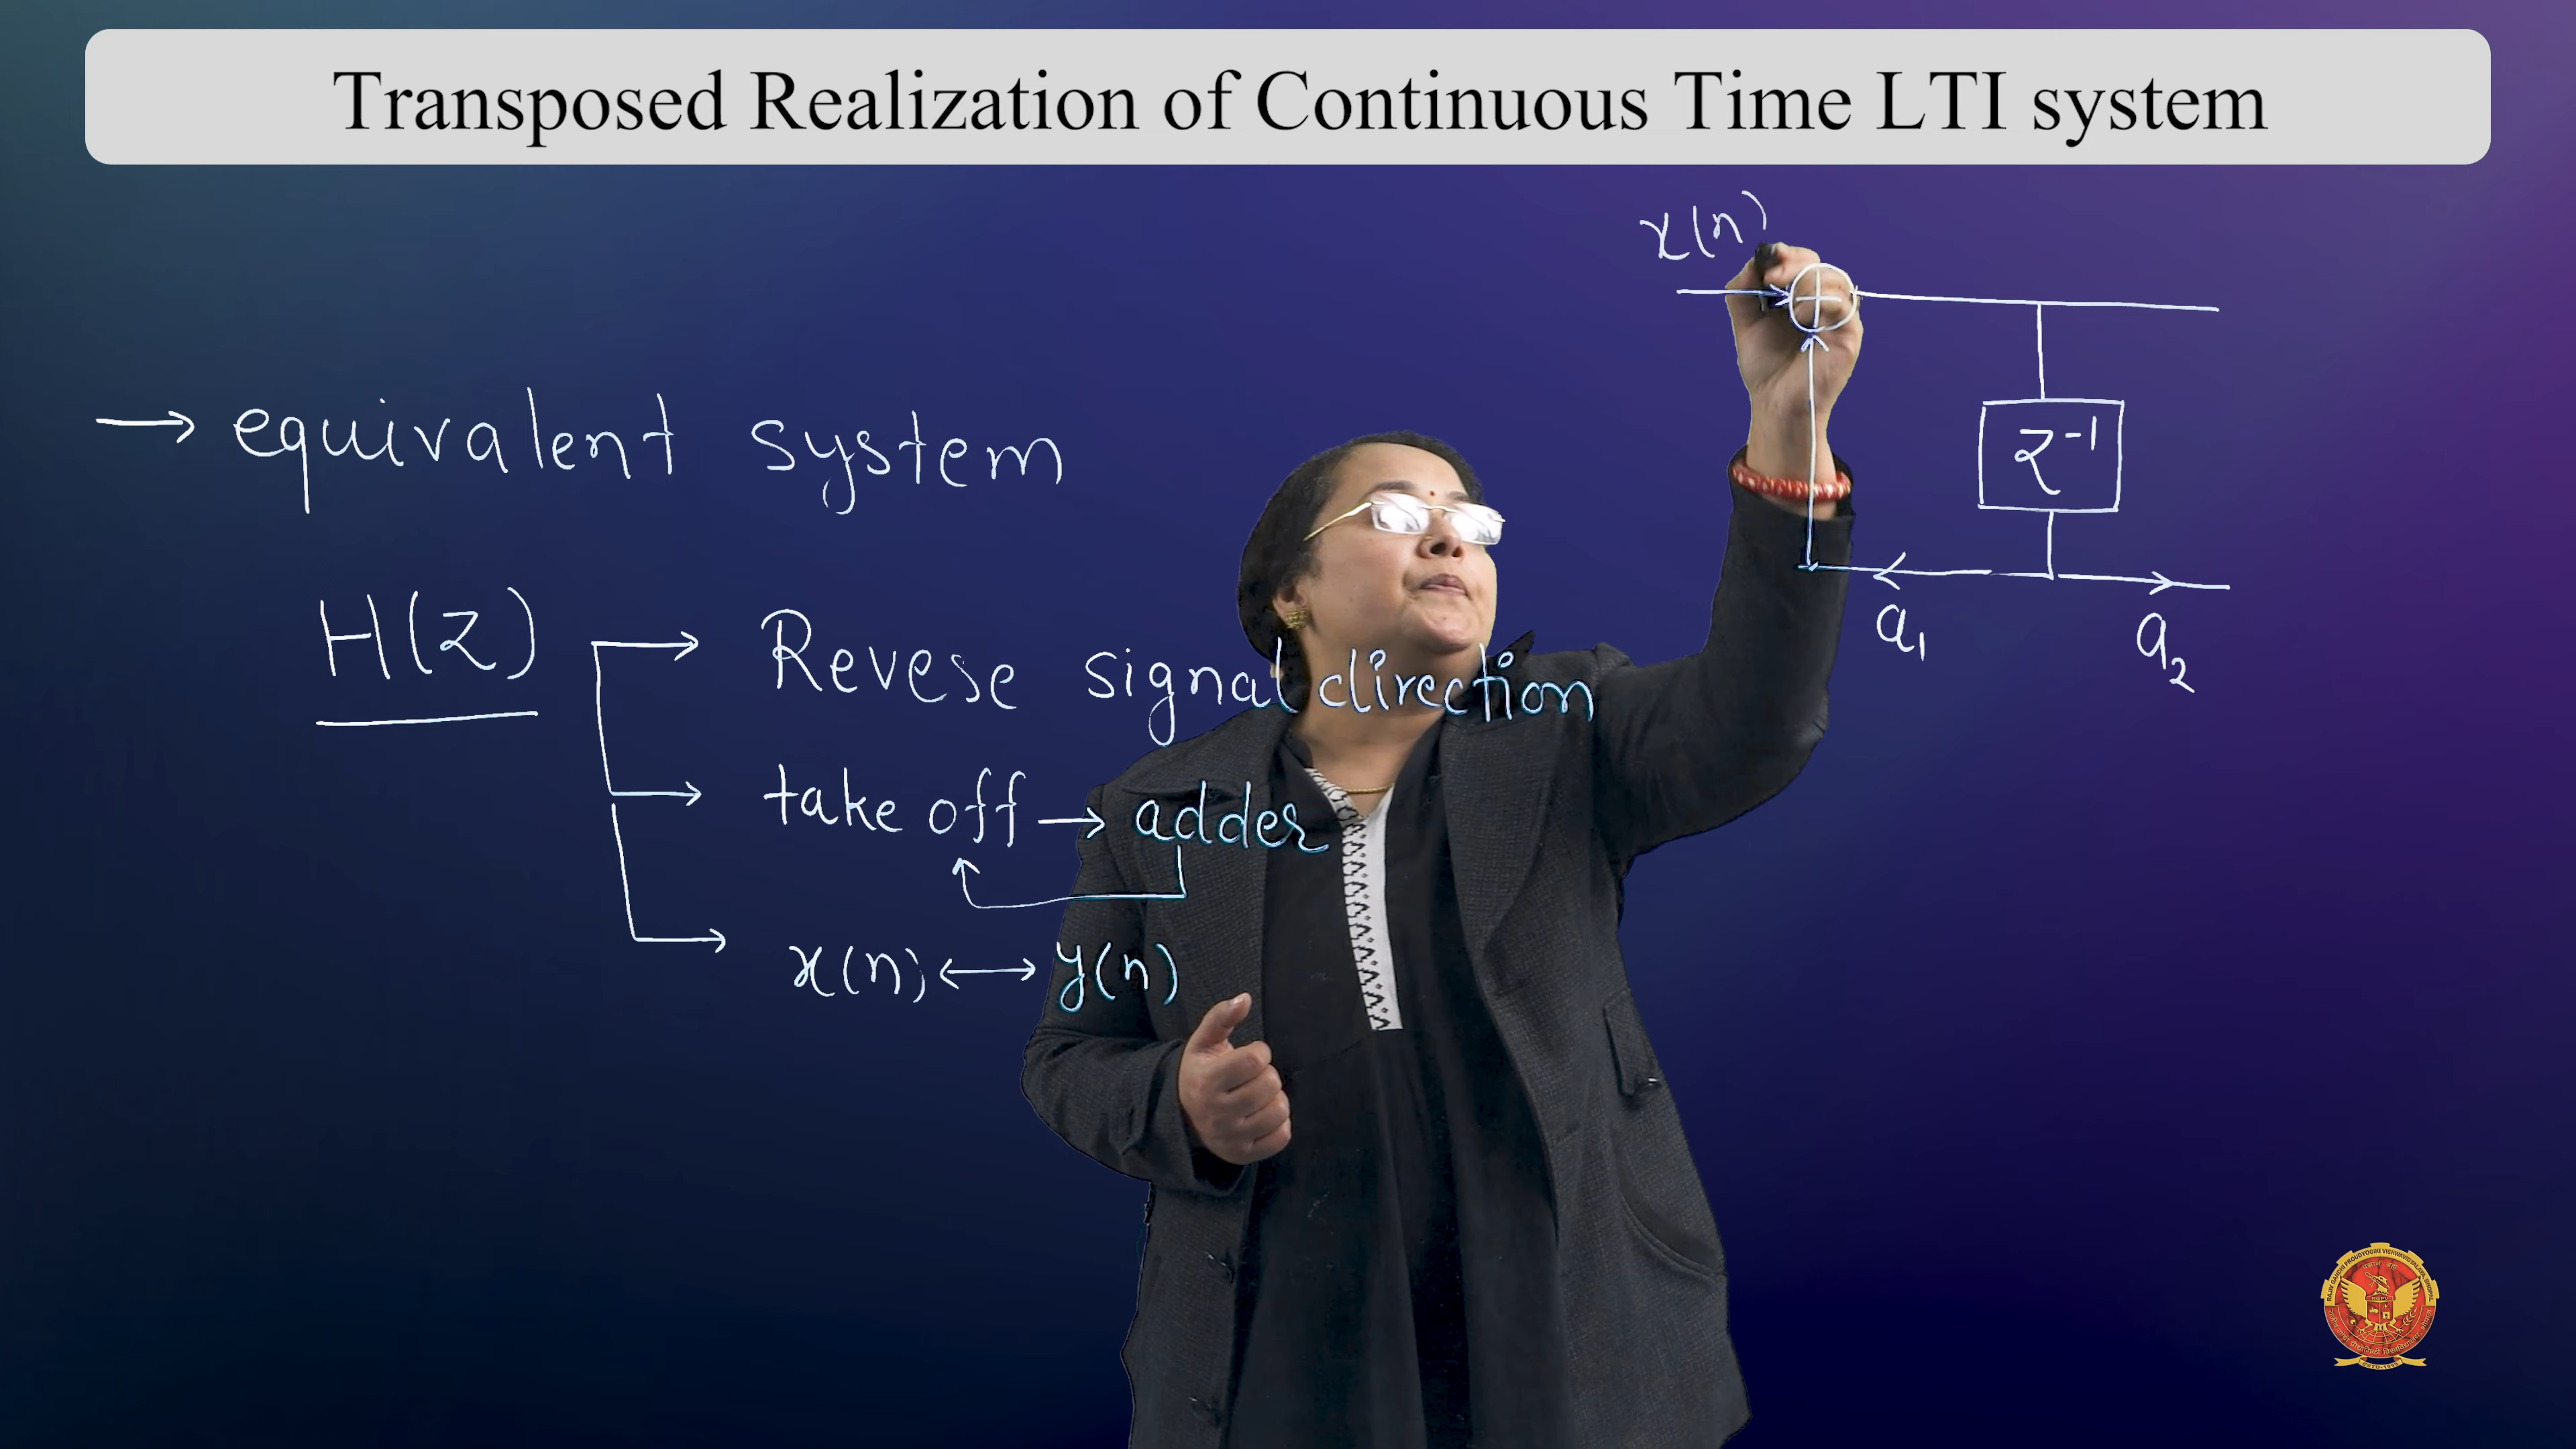 Transposed Realization of Continuous Time LTI system
x(n)
z⁻¹
a₁
a₂
→ equivalent system
H(z)
→ Revese signal direction
→ take off → adder
→ x(n) ↔ y(n)